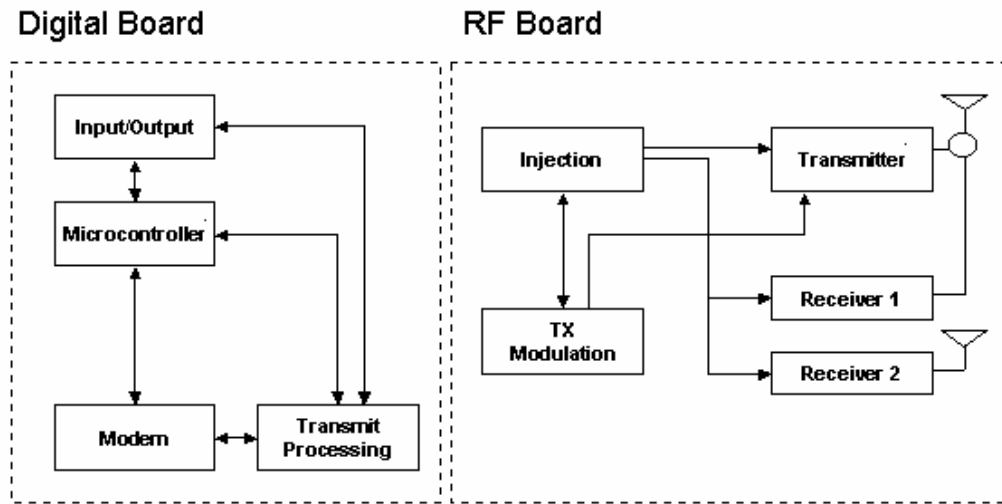 Digital Board
RF Board
Input/Output
Microcontroller
Modem
Transmit
Processing
Injection
TX
Modulation
Transmitter
Receiver 1
Receiver 2